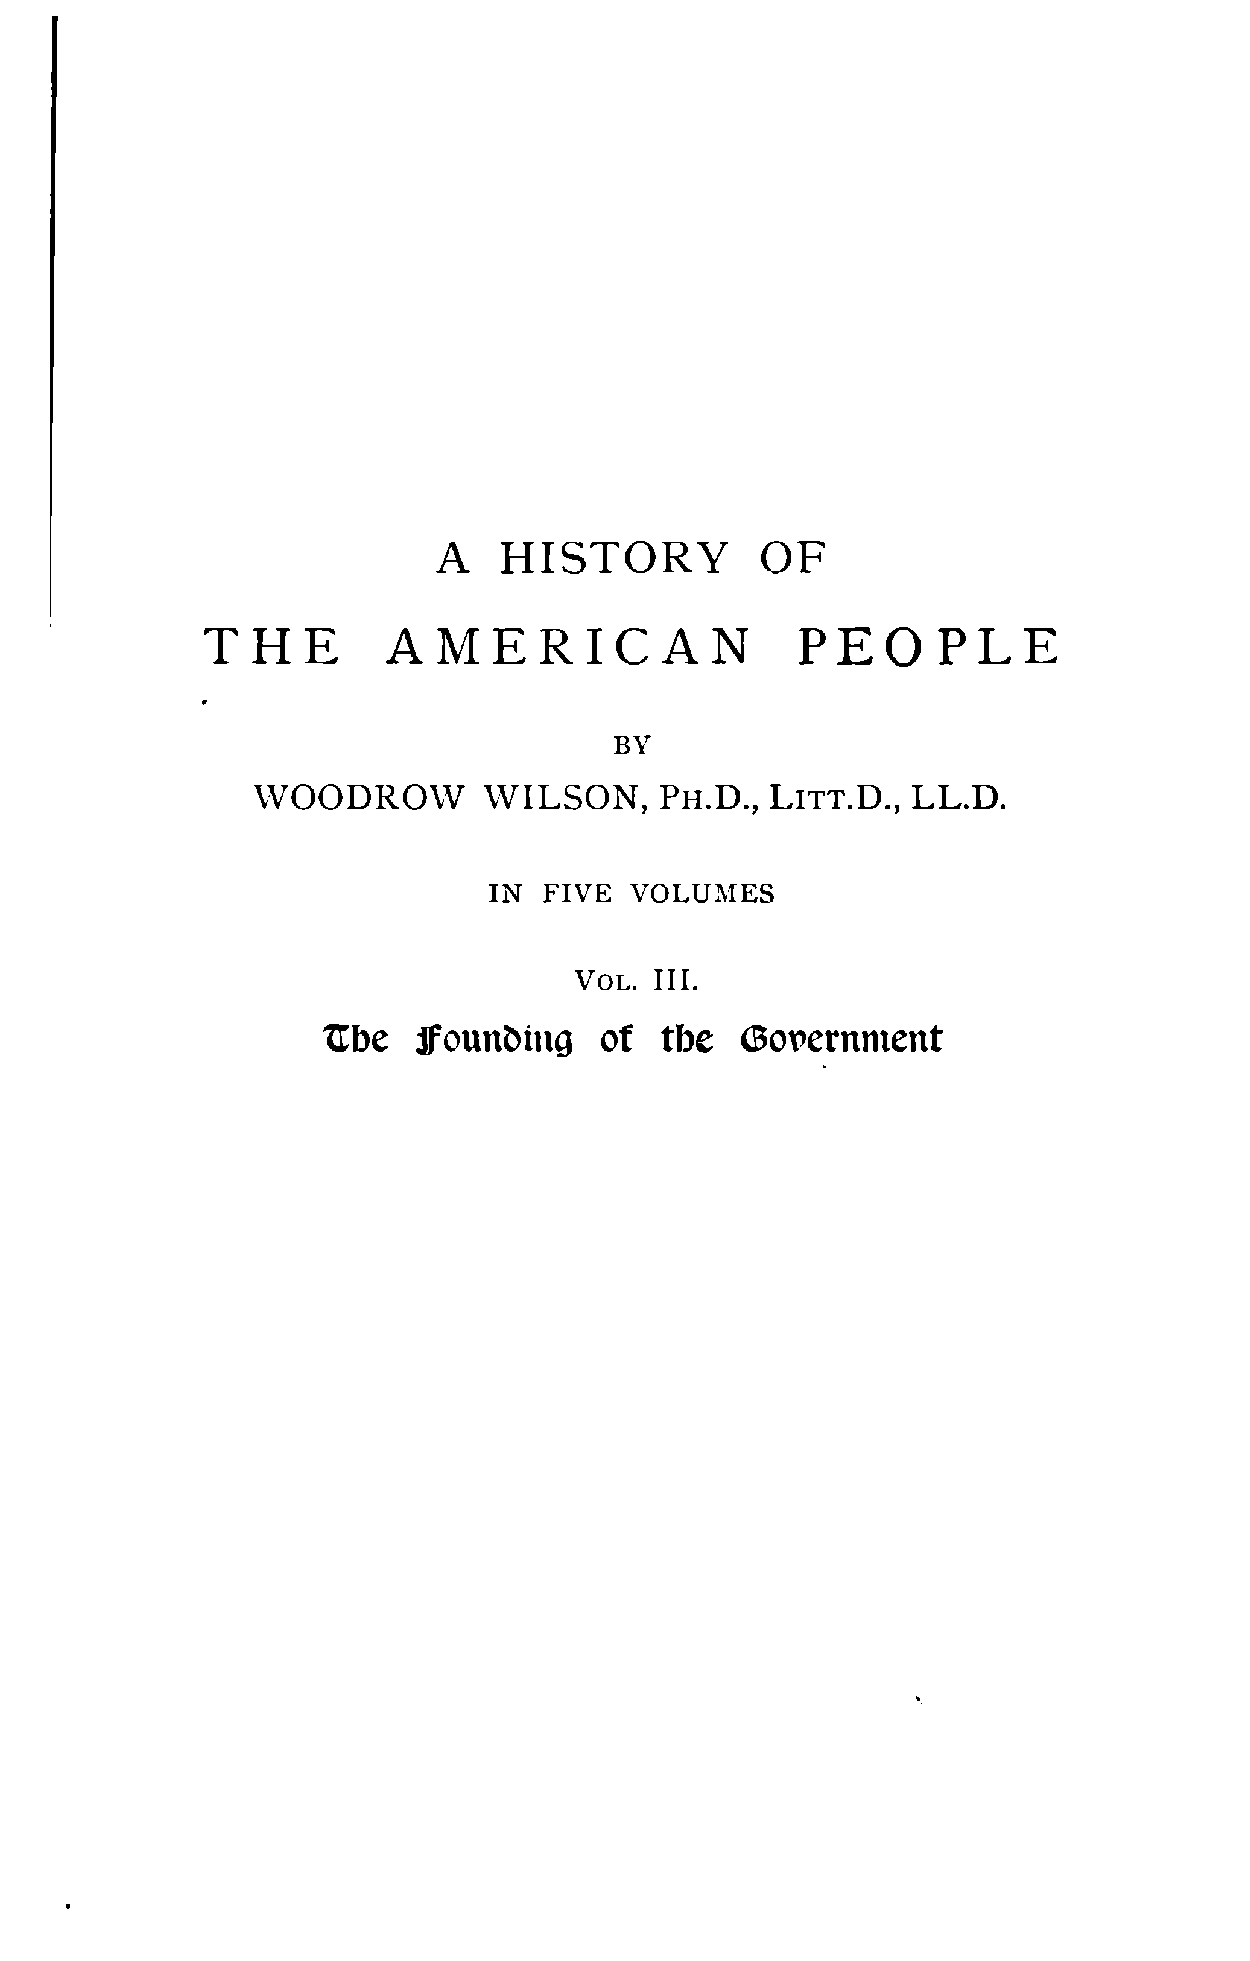 A HISTORY OF
THE AMERICAN PEOPLE
BY
WOODROW WILSON, PH.D., LITT.D., LL.D.
IN FIVE VOLUMES
VOL. III.
The Founding of the Government